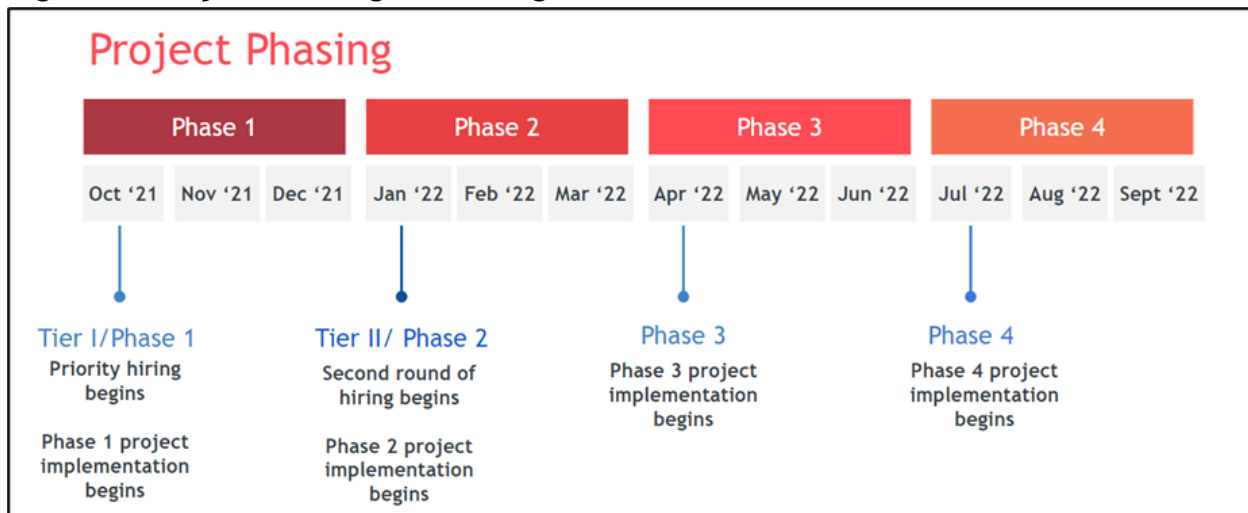 Project Phasing
Phase 1
Phase 2
Phase 3
Phase 4
Oct ‘21
Nov ‘21
Dec ‘21
Jan ‘22
Feb ‘22
Mar ‘22
Apr ‘22
May ‘22
Jun ‘22
Jul ‘22
Aug ‘22
Sept ‘22
Tier I/Phase 1
Priority hiring
begins
Phase 1 project
implementation
begins
Tier II/ Phase 2
Second round of
hiring begins
Phase 2 project
implementation
begins
Phase 3
Phase 3 project
implementation
begins
Phase 4
Phase 4 project
implementation
begins